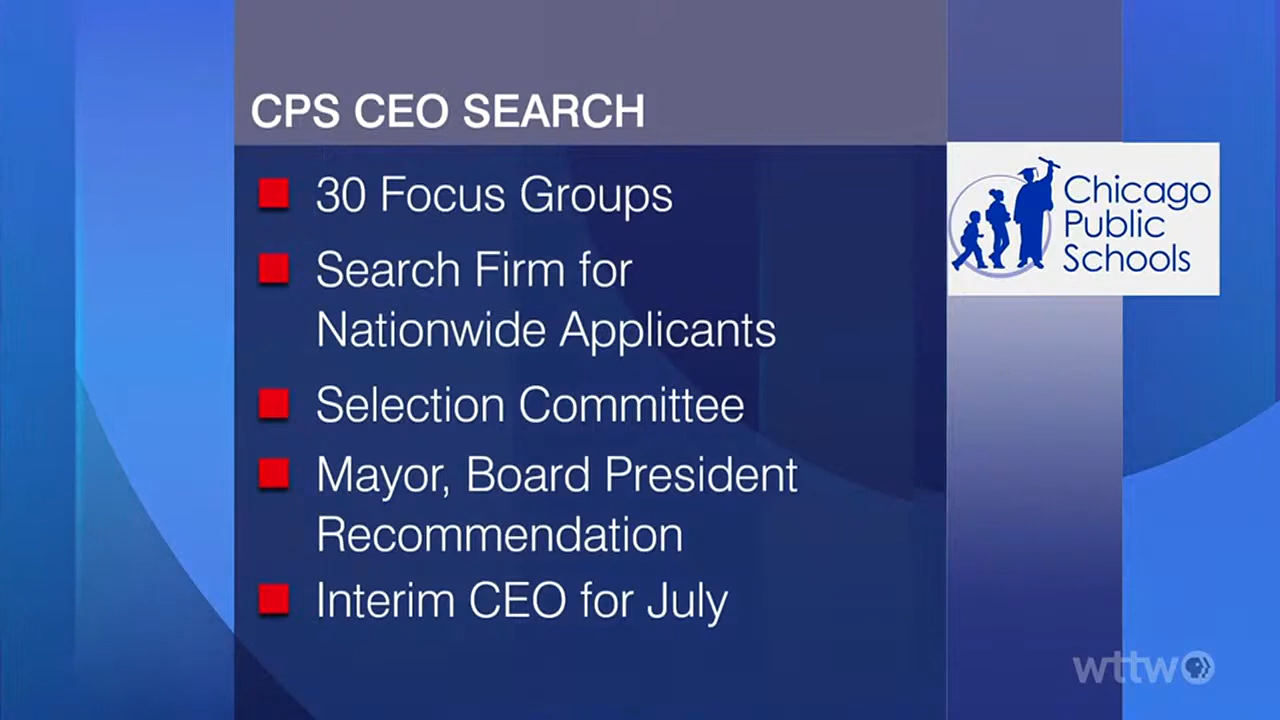 CPS CEO SEARCH
30 Focus Groups
Search Firm for
Nationwide Applicants
Selection Committee
Mayor, Board President
Recommendation
Interim CEO for July
Chicago
Public
Schools
wttw